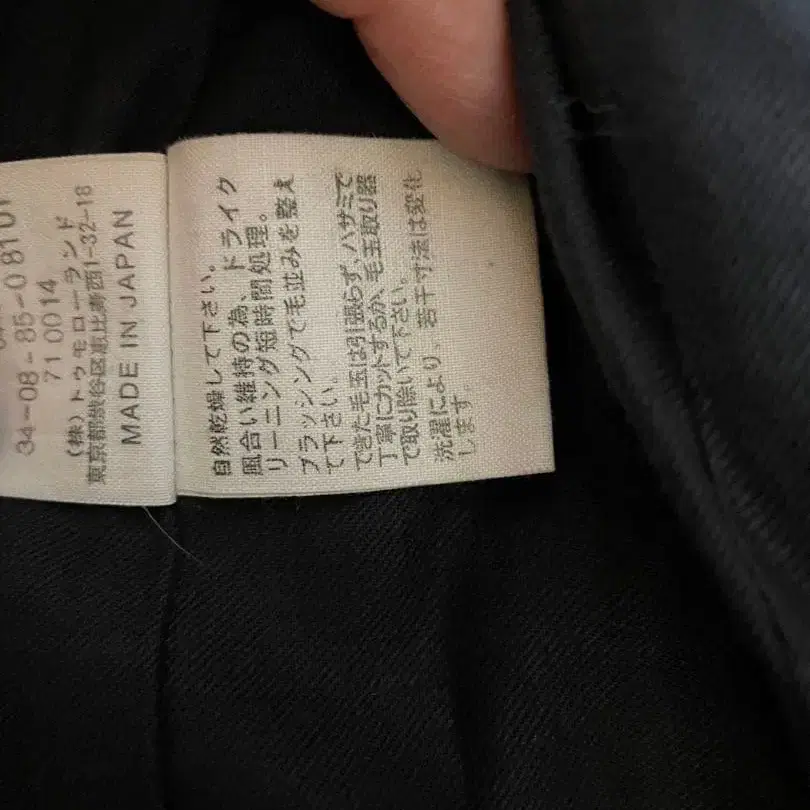 34-08-85-08101
71 0014
(株)トゥモローランド
東京都渋谷区恵比寿西1-32-18
MADE IN JAPAN
自然乾燥して下さい。
風合い維持の為、ドライク
リーニング短時間処理。
ブラッシングで毛並みを整え
て下さい。
できた毛玉は引張らず、ハサミで
丁寧にカットするか、毛玉取り器
で取り除いて下さい。
洗濯により、若干寸法は変化
します。